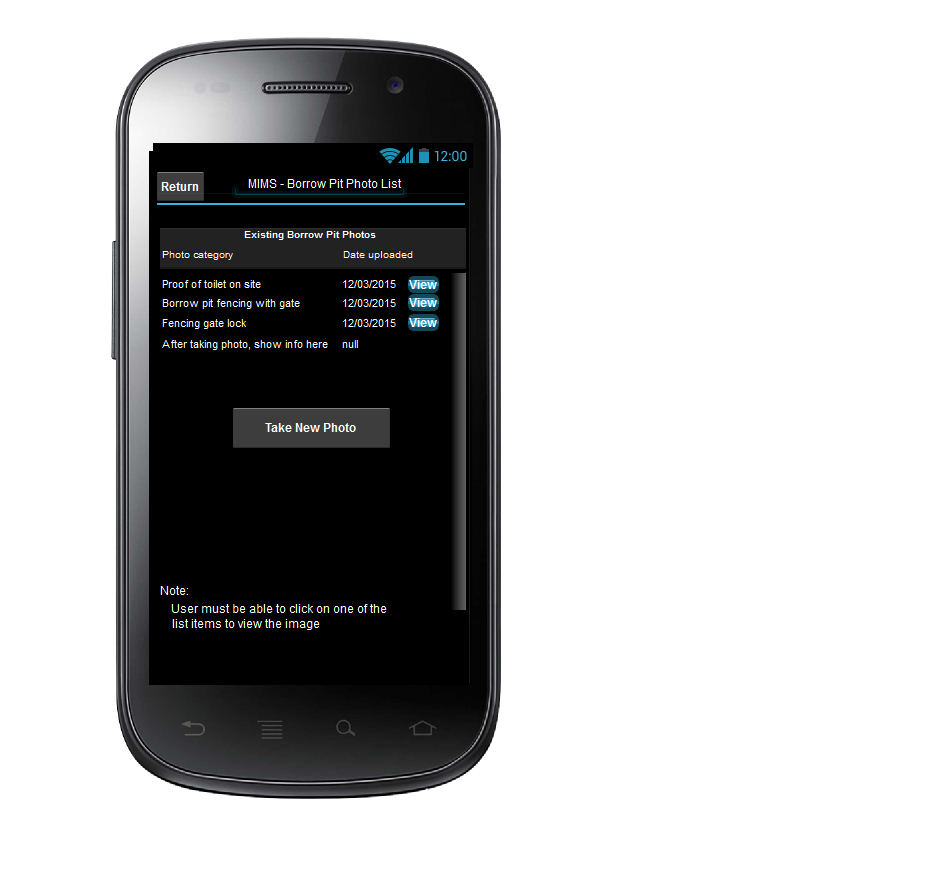 12:00
Return MIMS - Borrow Pit Photo List
Existing Borrow Pit Photos
Photo category Date uploaded
Proof of toilet on site 12/03/2015 View
Borrow pit fencing with gate 12/03/2015 View
Fencing gate lock 12/03/2015 View
After taking photo, show info here null
Take New Photo
Note:
User must be able to click on one of the
list items to view the image